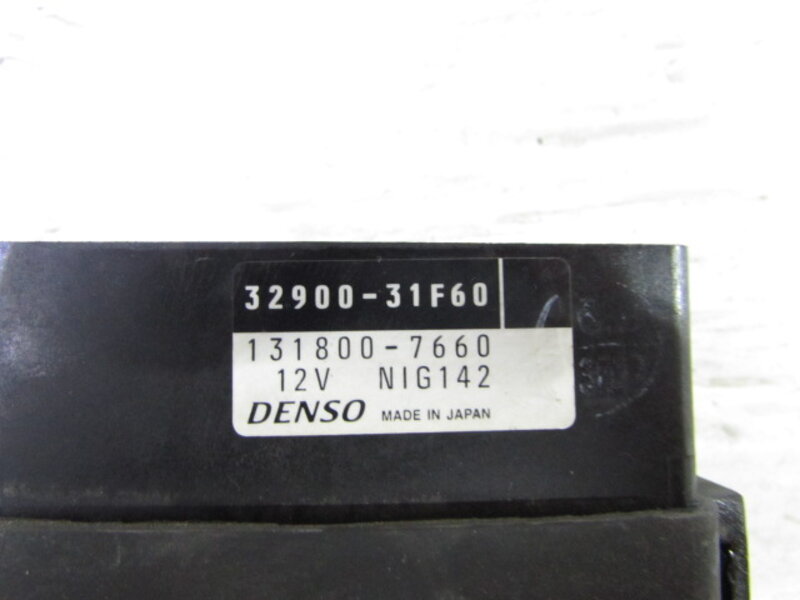 32900-31F60
131800-7660
12V NIG142
DENSO MADE IN JAPAN